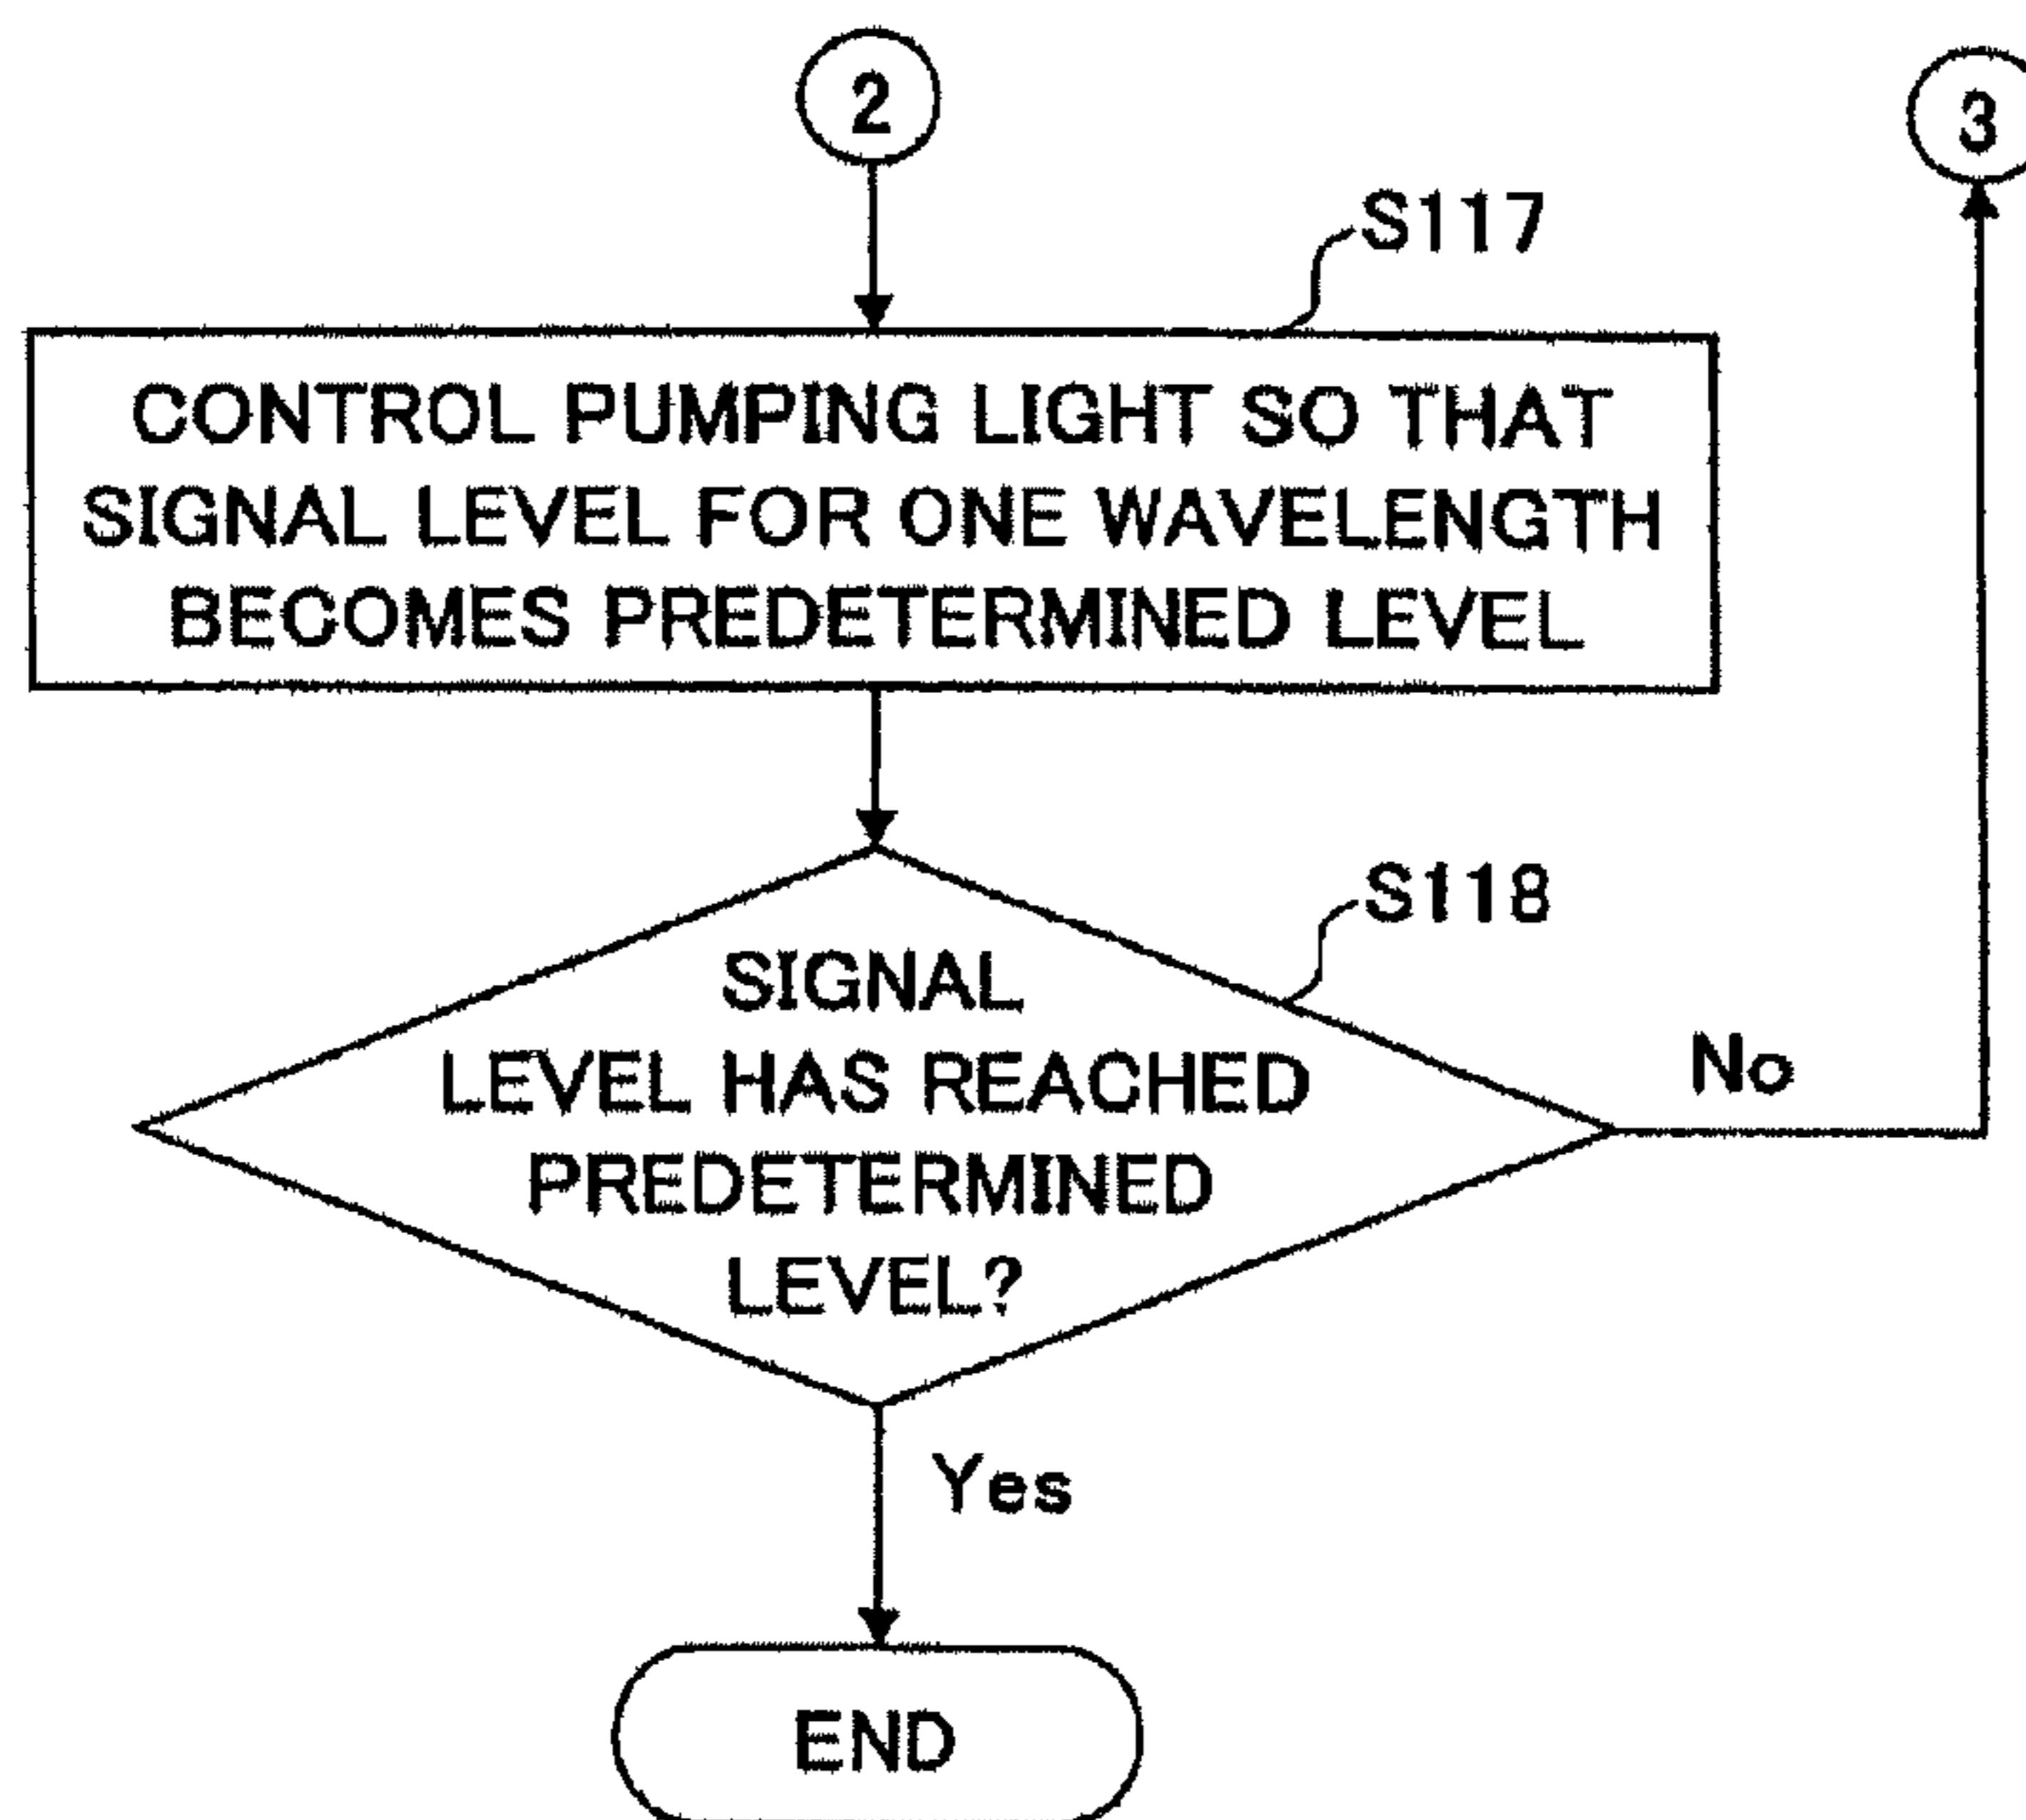 2
3
S117
CONTROL PUMPING LIGHT SO THAT
SIGNAL LEVEL FOR ONE WAVELENGTH
BECOMES PREDETERMINED LEVEL
S118
SIGNAL
LEVEL HAS REACHED
PREDETERMINED
LEVEL?
No
Yes
END